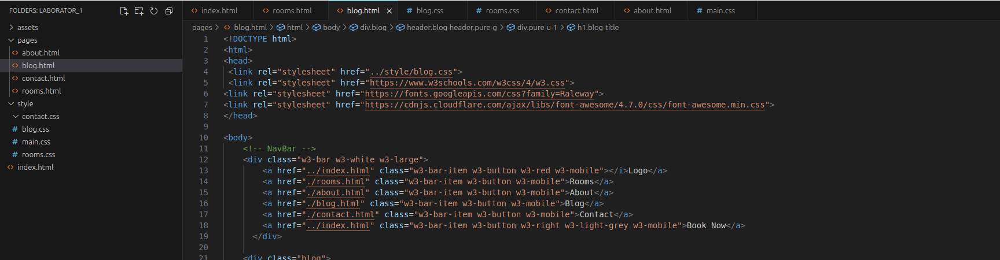 FOLDERS: LABORATOR_1
assets
pages
about.html
blog.html
contact.html
rooms.html
style
contact.css
# blog.css
# main.css
# rooms.css
index.html
index.html rooms.html blog.html # blog.css # rooms.css contact.html about.html # main.css
pages > blog.html > html > body > div.blog > header.blog-header.pure-g > div.pure-u-1 > h1.blog-title
1 <!DOCTYPE html>
2 <html>
3 <head>
4 <link rel="stylesheet" href="../style/blog.css">
5 <link rel="stylesheet" href="https://www.w3schools.com/w3css/4/w3.css">
6 <link rel="stylesheet" href="https://fonts.googleapis.com/css?family=Raleway">
7 <link rel="stylesheet" href="https://cdnjs.cloudflare.com/ajax/libs/font-awesome/4.7.0/css/font-awesome.min.css">
8 </head>
9
10 <body>
11 <!-- NavBar -->
12 <div class="w3-bar w3-white w3-large">
13 <a href="../index.html" class="w3-bar-item w3-button w3-red w3-mobile"></i>Logo</a>
14 <a href="./rooms.html" class="w3-bar-item w3-button w3-mobile">Rooms</a>
15 <a href="./about.html" class="w3-bar-item w3-button w3-mobile">About</a>
16 <a href="./blog.html" class="w3-bar-item w3-button w3-mobile">Blog</a>
17 <a href="./contact.html" class="w3-bar-item w3-button w3-mobile">Contact</a>
18 <a href="../index.html" class="w3-bar-item w3-button w3-right w3-light-grey w3-mobile">Book Now</a>
19 </div>
20
21 <div class="blog">